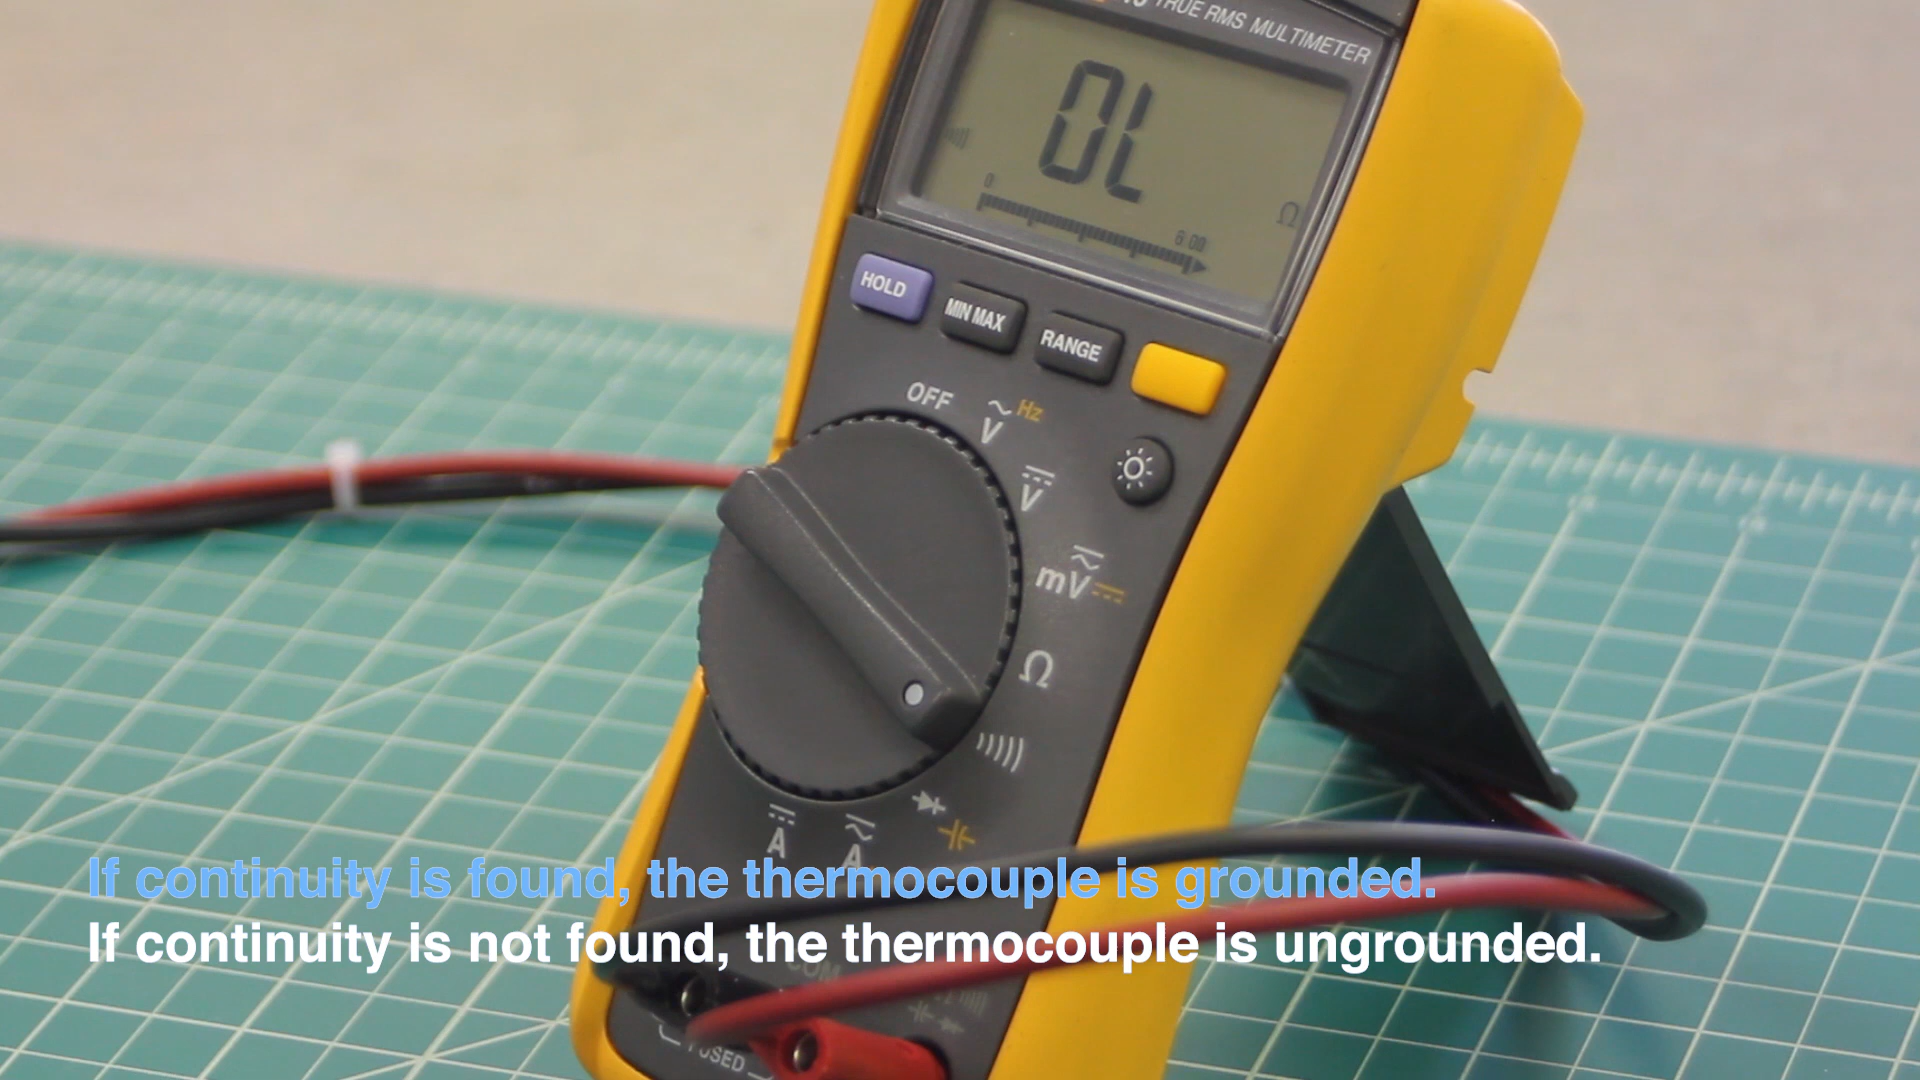 TRUE RMS MULTIMETER
OL
0
6.00
Ω
HOLD
MIN MAX
RANGE
OFF
V Hz
V
mV
Ω
A
A
If continuity is found, the thermocouple is grounded.
If continuity is not found, the thermocouple is ungrounded.
COM
FUSED